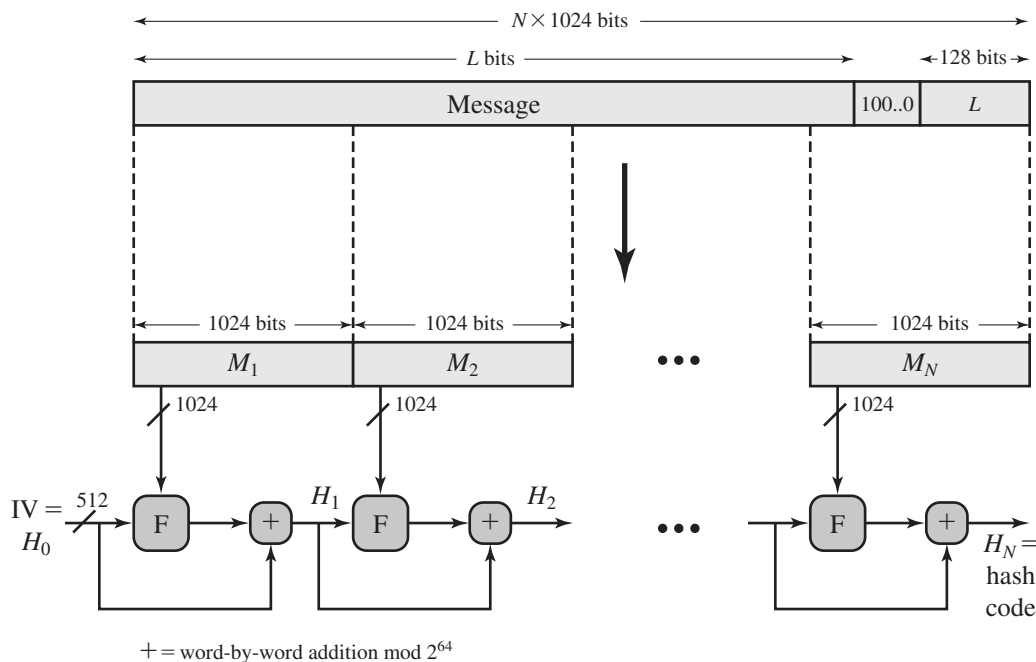 N × 1024 bits
L bits
128 bits
Message
100..0
L
1024 bits
1024 bits
1024 bits
M1
M2
MN
1024
1024
1024
IV =
H0
512
F
+
H1
F
+
H2
F
+
HN =
hash
code
+ = word-by-word addition mod 2^64